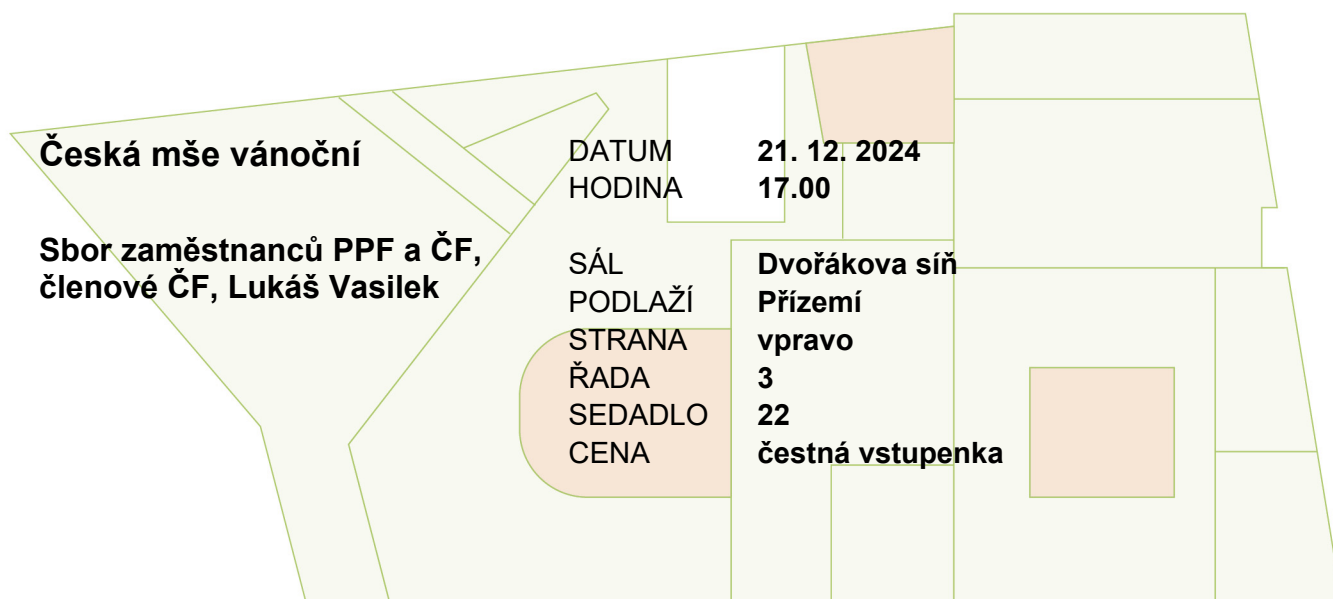 Česká mše vánoční
Sbor zaměstnanců PPF a ČF,
členové ČF, Lukáš Vasilek
DATUM 21. 12. 2024
HODINA 17.00
SÁL Dvořákova síň
PODLAŽÍ Přízemí
STRANA vpravo
ŘADA 3
SEDADLO 22
CENA čestná vstupenka